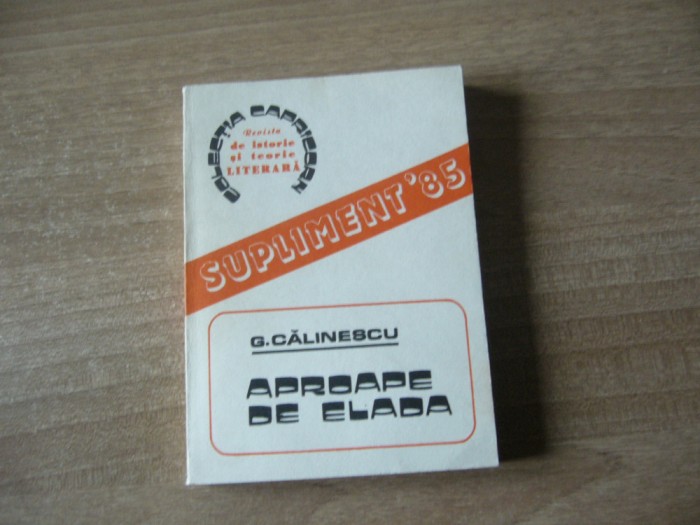 COLECȚIA CAPRICORN
Revista
de istorie
și teorie
LITERARĂ
SUPLIMENT '85
G.CĂLINESCU
APROAPE
DE ELADA